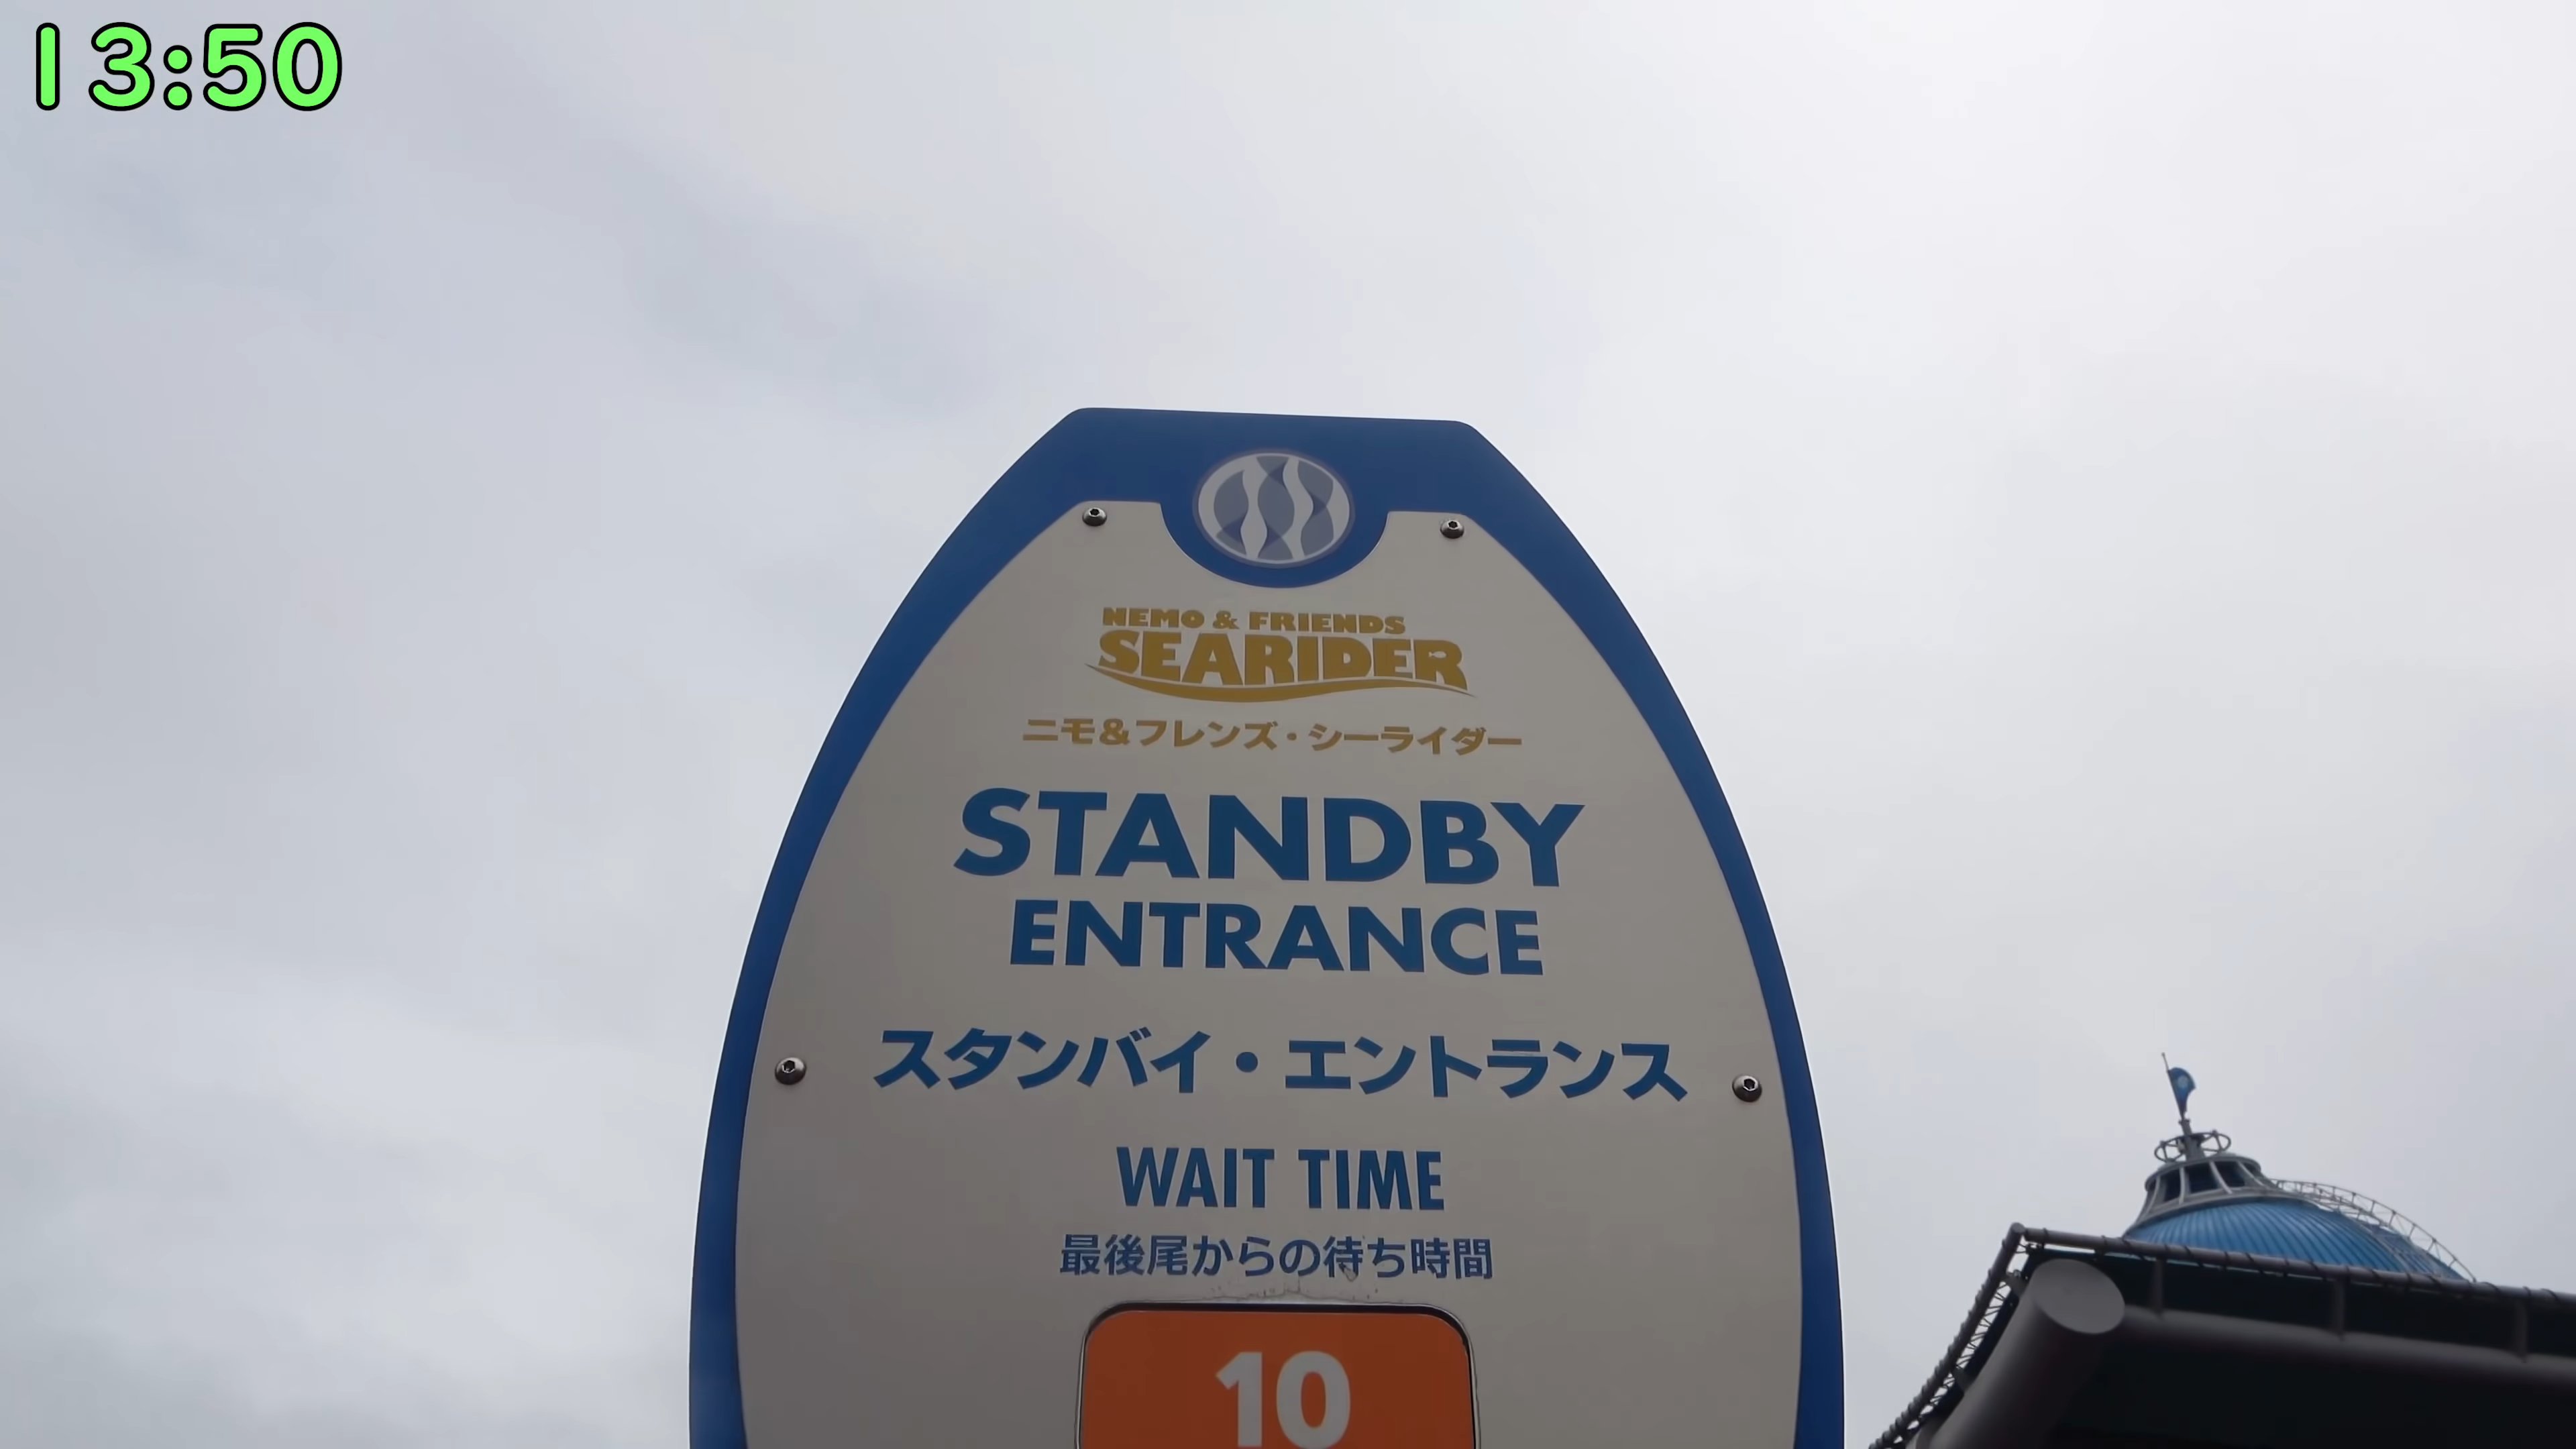 13:50
NEMO & FRIENDS
SEARIDER
ニモ&フレンズ・シーライダー
STANDBY
ENTRANCE
スタンバイ・エントランス
WAIT TIME
最後尾からの待ち時間
10